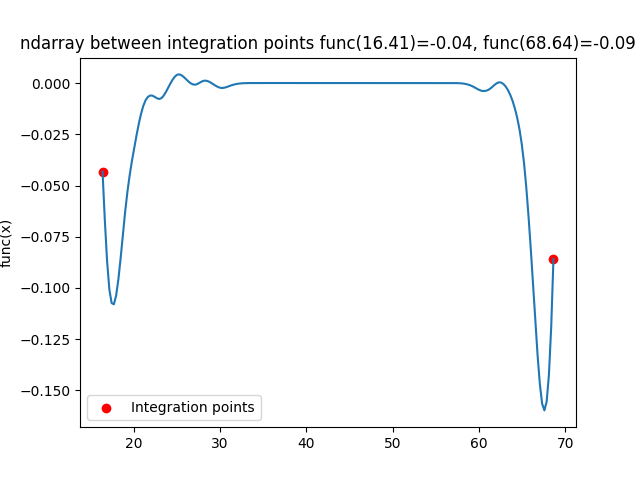 ndarray between integration points func(16.41)=-0.04, func(68.64)=-0.09
0.000
−0.025
−0.050
−0.075
−0.100
−0.125
−0.150
func(x)
Integration points
20 30 40 50 60 70